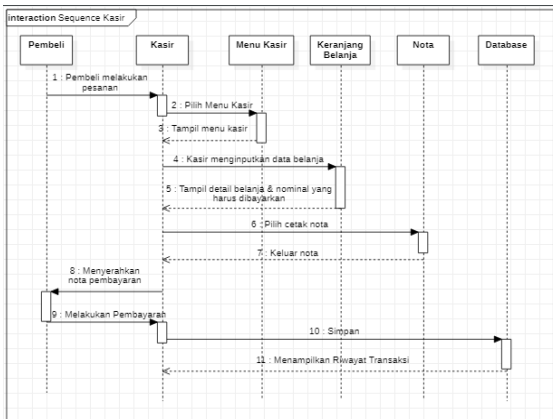 interaction Sequence Kasir
Pembeli
Kasir
Menu Kasir
Keranjang
Belanja
Nota
Database
1 : Pembeli melakukan
pesanan
2 : Pilih Menu Kasir
3 : Tampil menu kasir
4 : Kasir menginputkan data belanja
5 : Tampil detail belanja & nominal yang
harus dibayarkan
6 : Pilih cetak nota
7 : Keluar nota
8 : Menyerahkan
nota pembayaran
9 : Melakukan Pembayarah
10 : Simpan
11 : Menampilkan Riwayat Transaksi